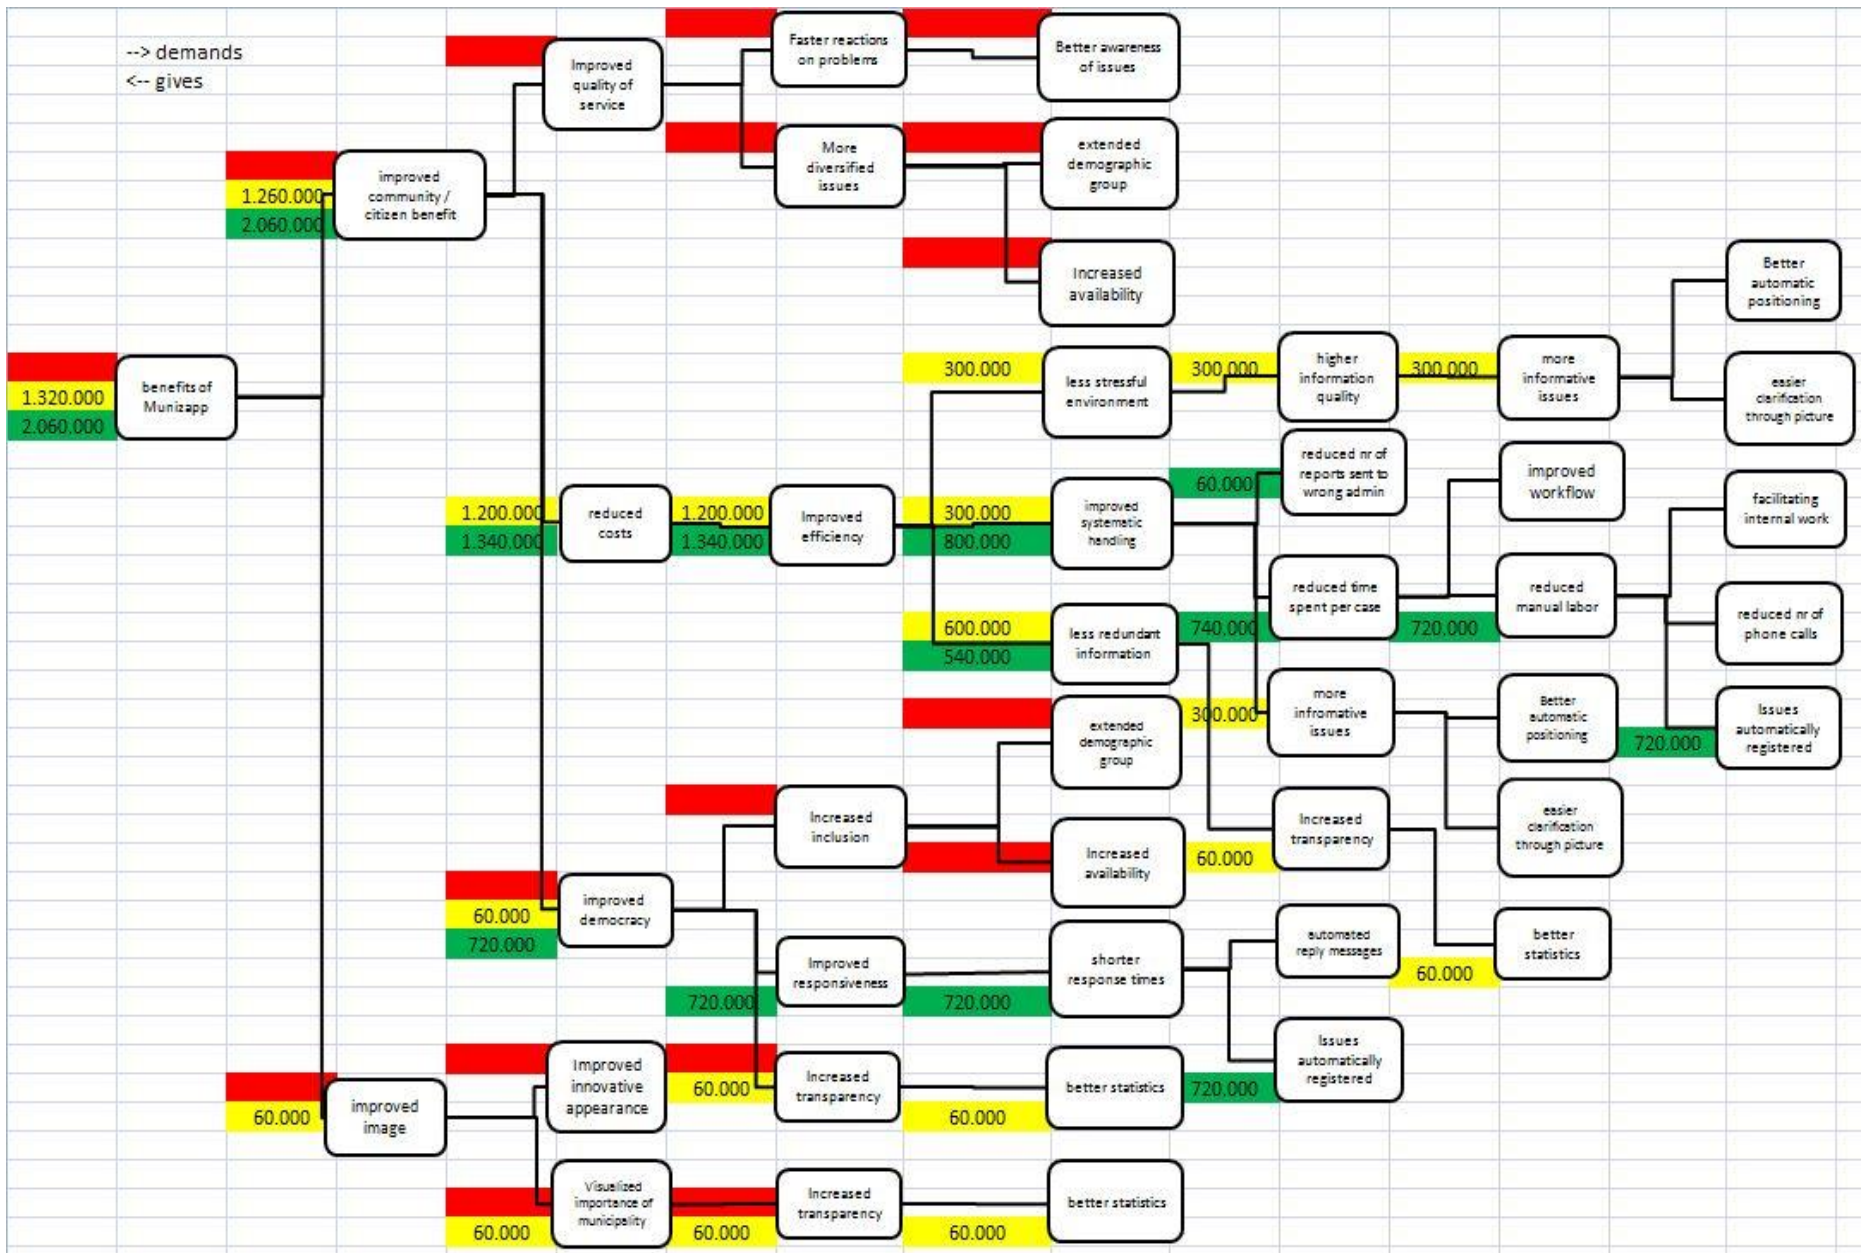 --> demands
<-- gives
benefits of
Munizapp
1.320.000
2.060.000
improved
community /
citizen benefit
1.260.000
2.060.000
Improved
quality of
service
Faster reactions
on problems
Better awareness
of issues
More
diversified
issues
extended
demographic
group
Increased
availability
reduced
costs
1.200.000
1.340.000
Improved
efficiency
1.200.000
1.340.000
less stressful
environment
300.000
higher
information
quality
300.000
more
informative
issues
300.000
Better
automatic
positioning
easier
clarification
through picture
improved
systematic
handling
300.000
800.000
reduced nr of
reports sent to
wrong admin
60.000
reduced time
spent per case
740.000
improved
workflow
reduced
manual labor
720.000
facilitating
internal work
reduced nr of
phone calls
Issues
automatically
registered
720.000
more
infromative
issues
300.000
Better
automatic
positioning
easier
clarification
through picture
less redundant
information
600.000
540.000
Increased
transparency
60.000
better
statistics
60.000
improved
democracy
60.000
720.000
Increased
inclusion
extended
demographic
group
Increased
availability
Improved
responsiveness
720.000
shorter
response times
720.000
automated
reply messages
Issues
automatically
registered
720.000
Increased
transparency
60.000
better statistics
60.000
improved
image
60.000
Improved
innovative
appearance
Visualized
importance of
municipality
60.000
Increased
transparency
60.000
better statistics
60.000